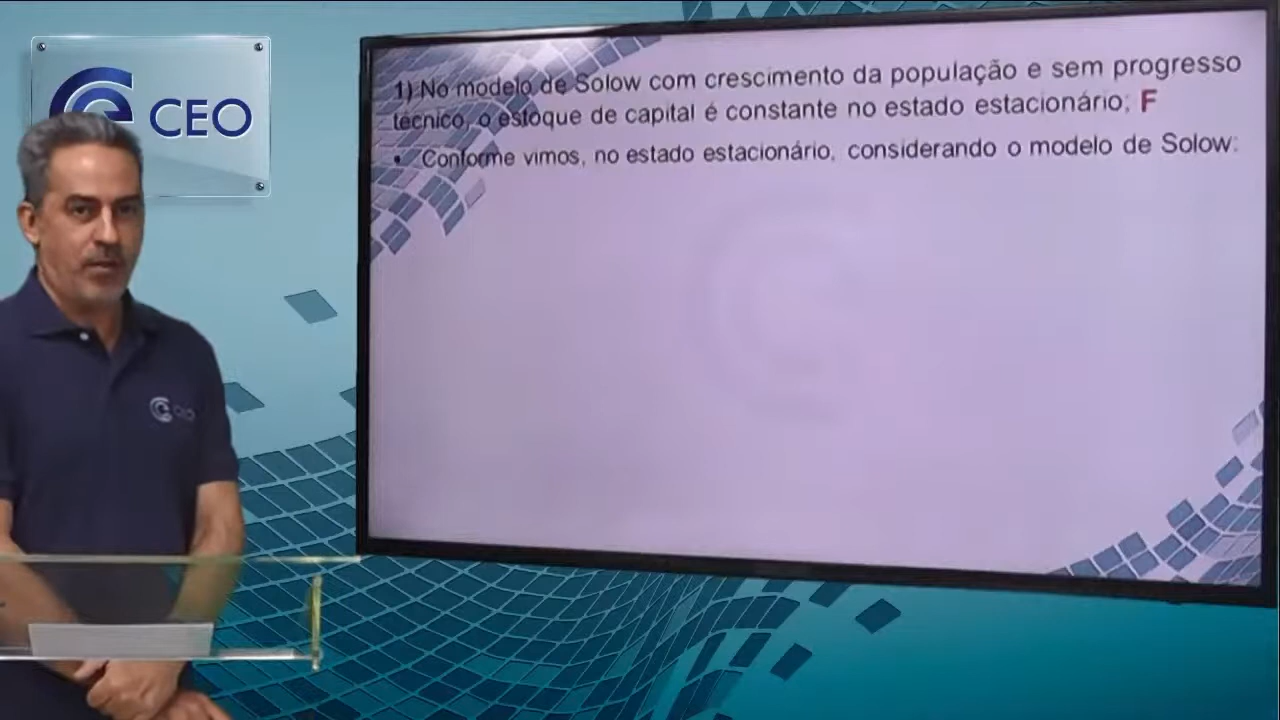 CEO
1) No modelo de Solow com crescimento da população e sem progresso
técnico, o estoque de capital é constante no estado estacionário; F
• Conforme vimos, no estado estacionário, considerando o modelo de Solow: